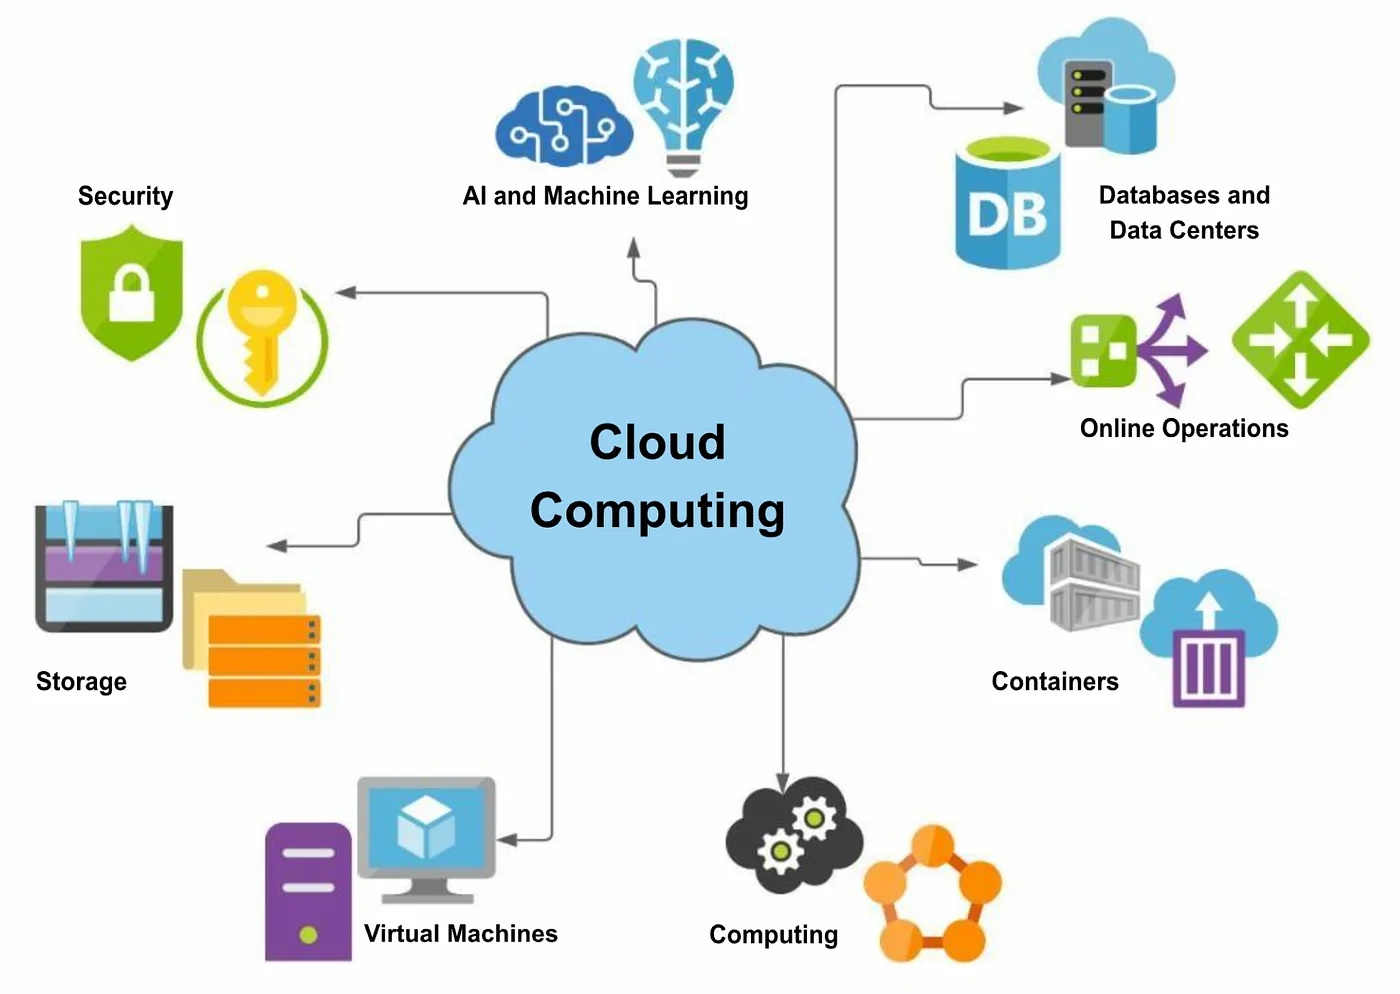 AI and Machine Learning
Security
Databases and
Data Centers
DB
Online Operations
Cloud
Computing
Storage
Containers
Virtual Machines
Computing